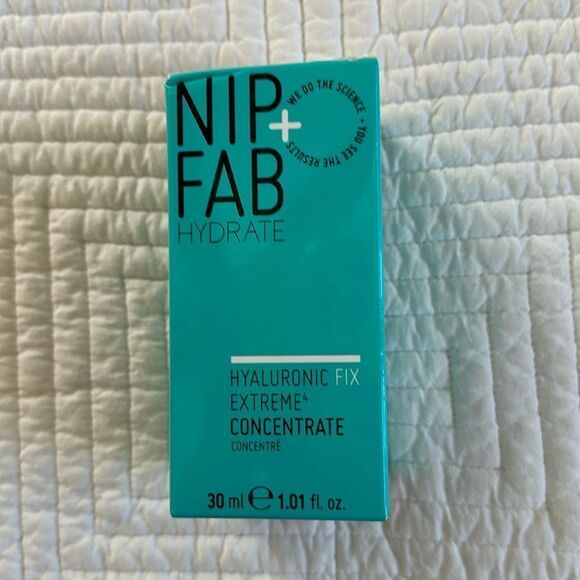 NIP+
FAB
HYDRATE
WE DO THE SCIENCE • YOU SEE THE RESULTS
HYALURONIC FIX
EXTREME⁴
CONCENTRATE
CONCENTRÉ
30 ml ℮ 1.01 fl. oz.